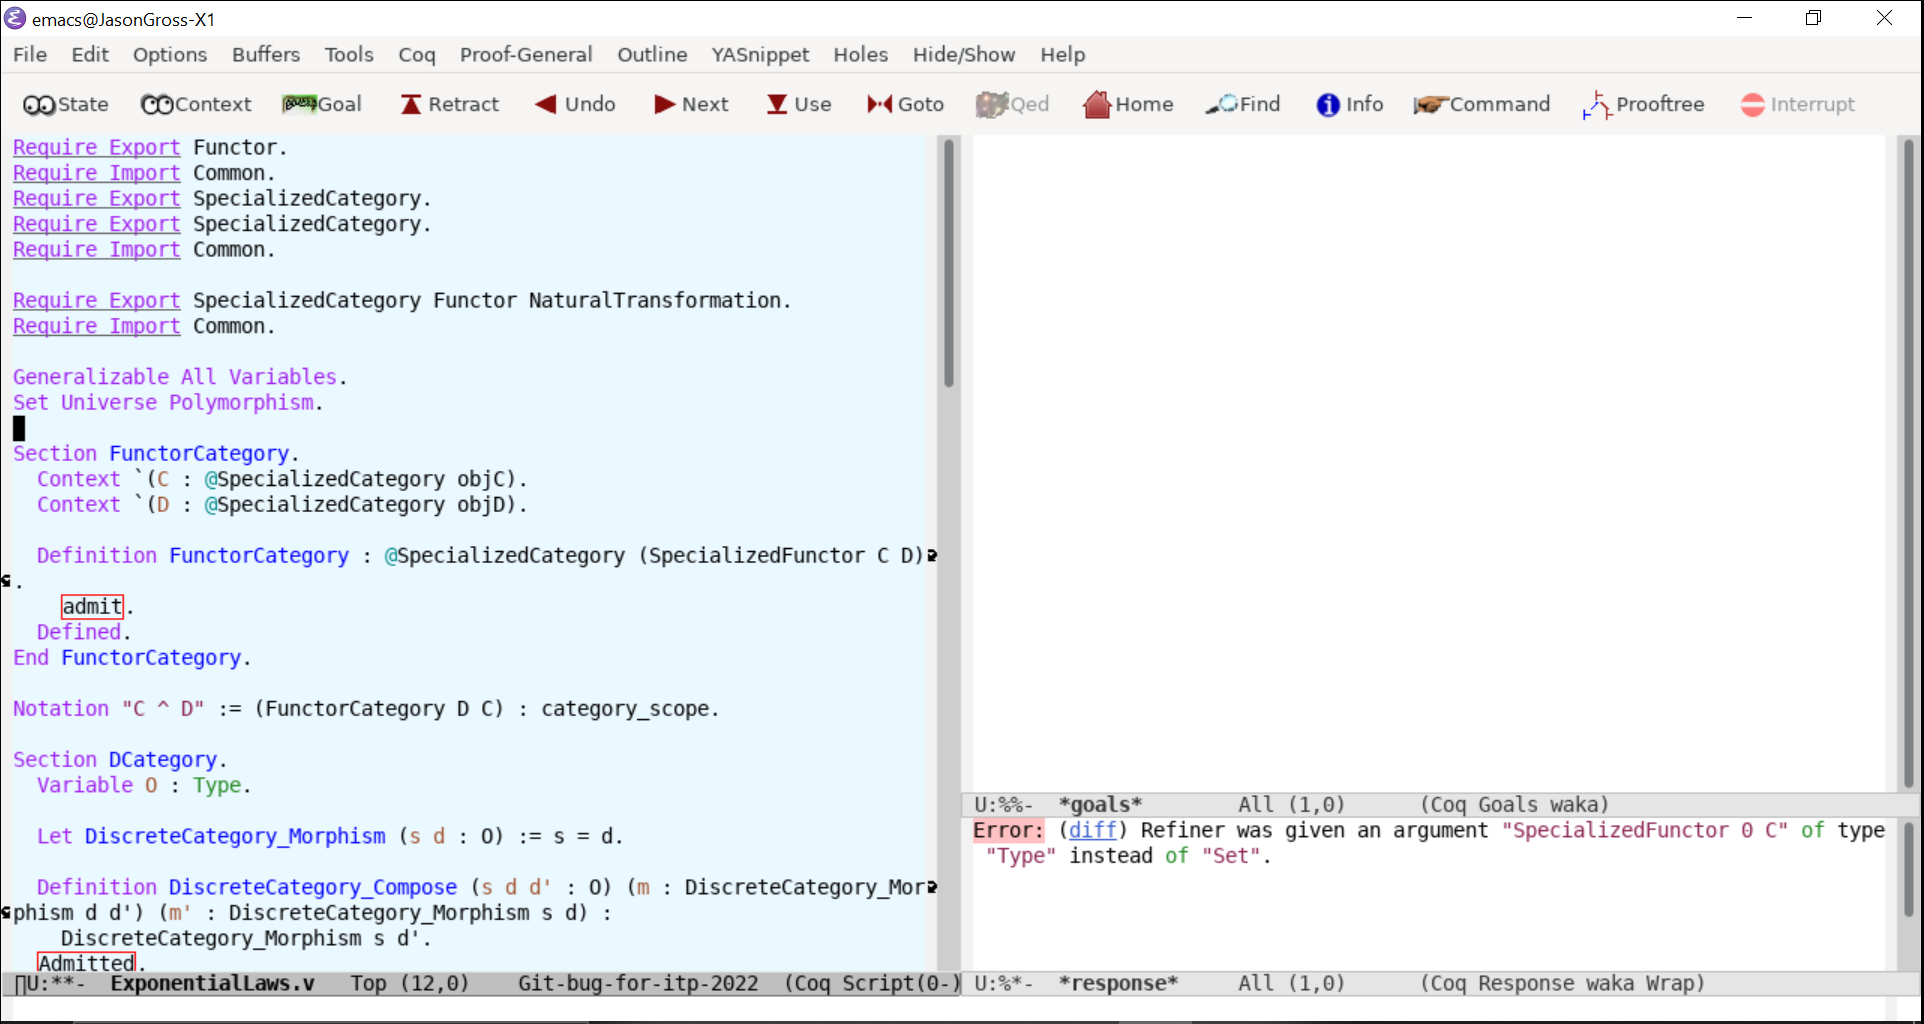 emacs@JasonGross-X1
File Edit Options Buffers Tools Coq Proof-General Outline YASnippet Holes Hide/Show Help
State Context Goal Retract Undo Next Use Goto Qed Home Find Info Command Prooftree Interrupt
Require Export Functor.
Require Import Common.
Require Export SpecializedCategory.
Require Export SpecializedCategory.
Require Import Common.
Require Export SpecializedCategory Functor NaturalTransformation.
Require Import Common.
Generalizable All Variables.
Set Universe Polymorphism.
Section FunctorCategory.
Context `(C : @SpecializedCategory objC).
Context `(D : @SpecializedCategory objD).
Definition FunctorCategory : @SpecializedCategory (SpecializedFunctor C D)
.
admit.
Defined.
End FunctorCategory.
Notation "C ^ D" := (FunctorCategory D C) : category_scope.
Section DCategory.
Variable O : Type.
Let DiscreteCategory_Morphism (s d : O) := s = d.
Definition DiscreteCategory_Compose (s d d' : O) (m : DiscreteCategory_Mor
phism d d') (m' : DiscreteCategory_Morphism s d) :
DiscreteCategory_Morphism s d'.
Admitted.
U:**- ExponentialLaws.v Top (12,0) Git-bug-for-itp-2022 (Coq Script(0-)
U:%%- *goals* All (1,0) (Coq Goals waka)
Error: (diff) Refiner was given an argument "SpecializedFunctor 0 C" of type
"Type" instead of "Set".
U:%*- *response* All (1,0) (Coq Response waka Wrap)